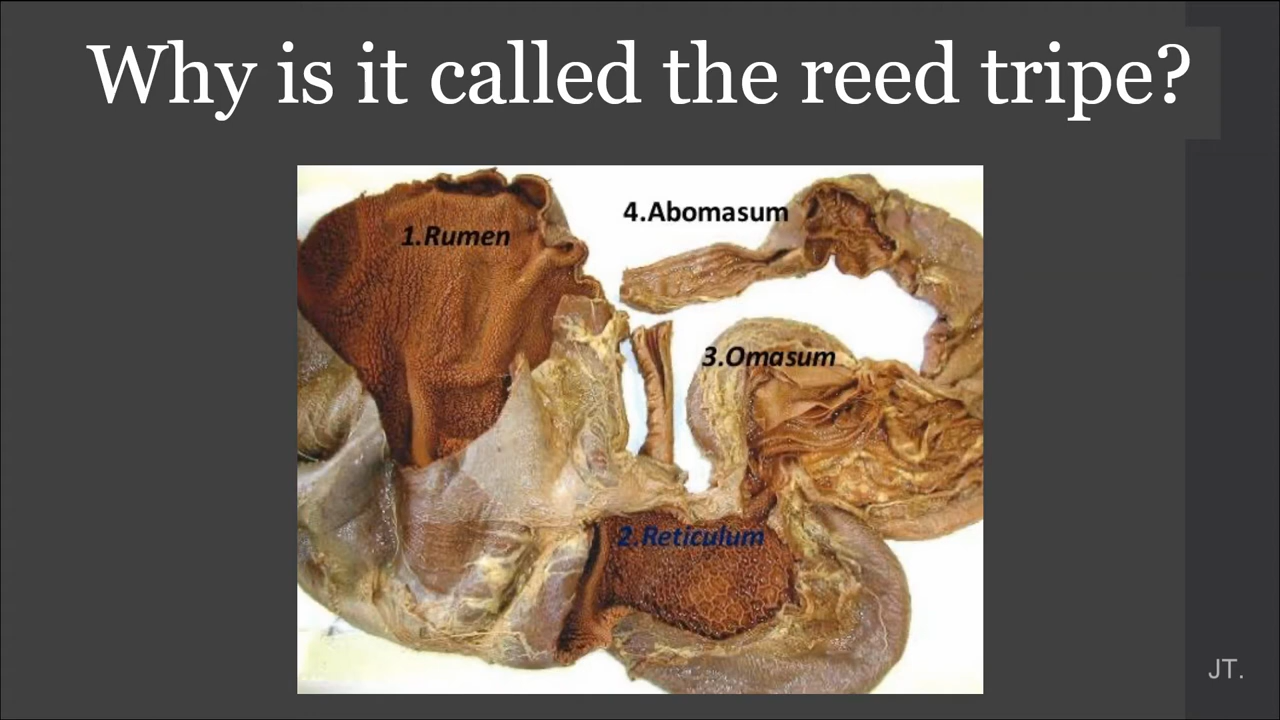 Why is it called the reed tripe?
4.Abomasum
1.Rumen
3.Omasum
2.Reticulum
JT.